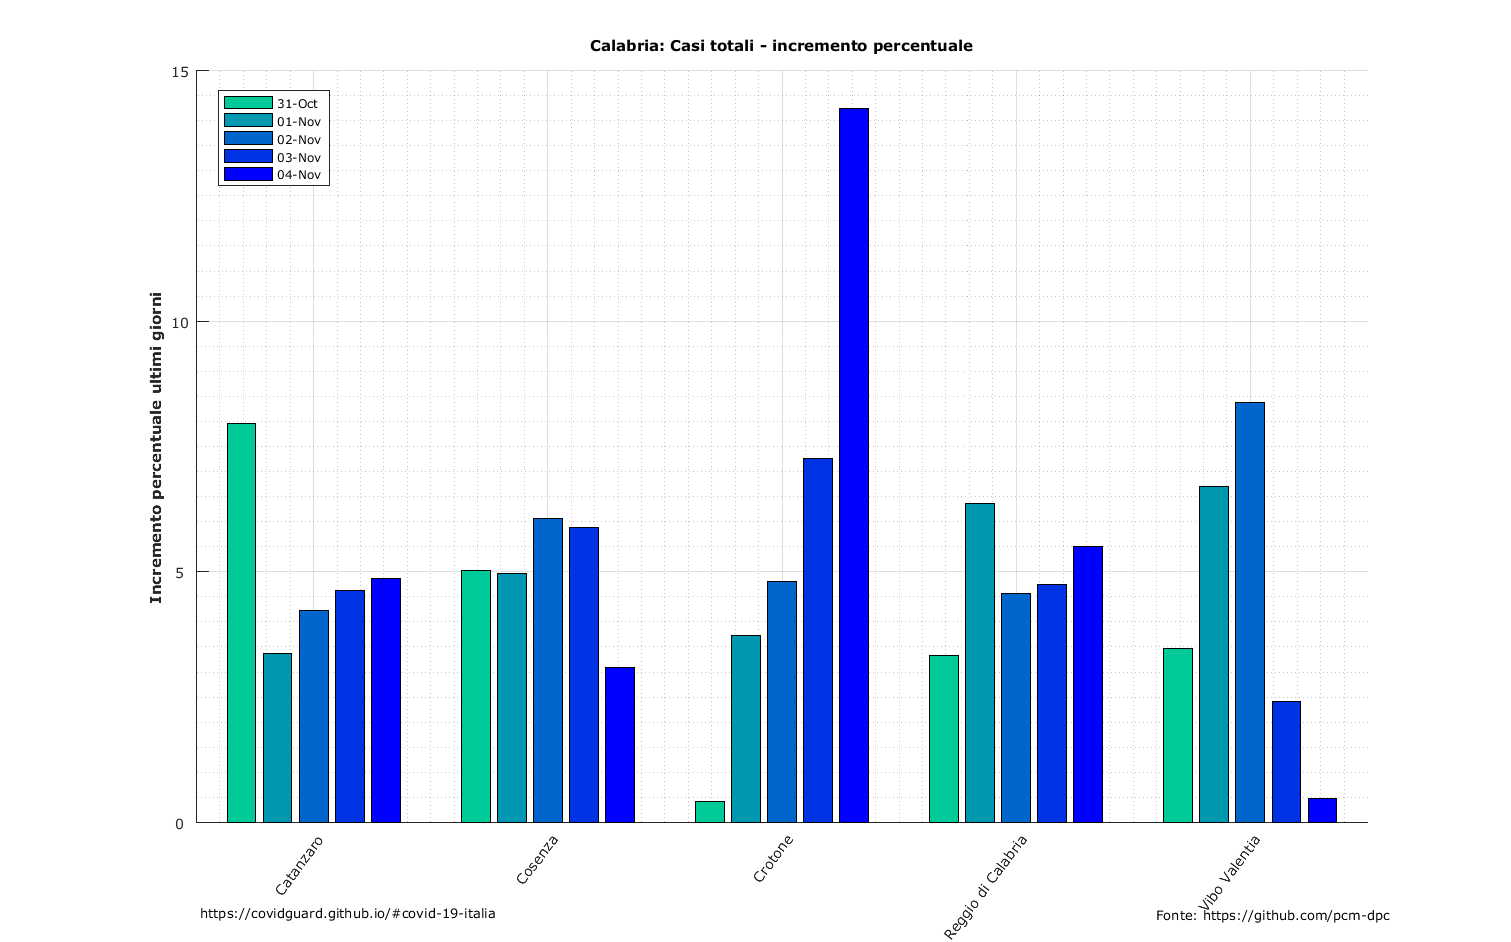 Calabria: Casi totali - incremento percentuale
Incremento percentuale ultimi giorni
15
10
5
0
31-Oct
01-Nov
02-Nov
03-Nov
04-Nov
Catanzaro
Cosenza
Crotone
Reggio di Calabria
Vibo Valentia
https://covidguard.github.io/#covid-19-italia
Fonte: https://github.com/pcm-dpc